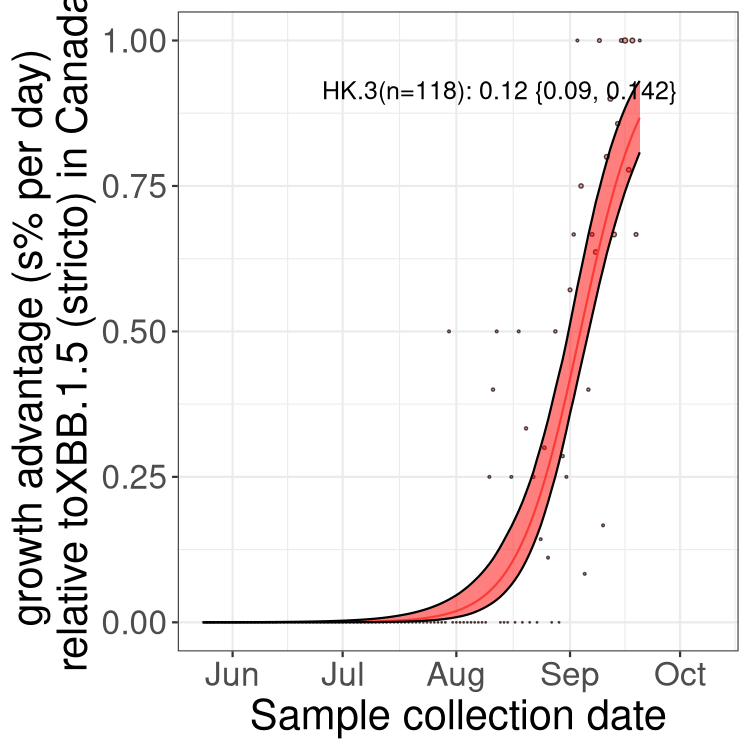 growth advantage (s% per day)
relative toXBB.1.5 (stricto) in Canada
1.00
0.75
0.50
0.25
0.00
HK.3(n=118): 0.12 {0.09, 0.142}
Jun Jul Aug Sep Oct
Sample collection date